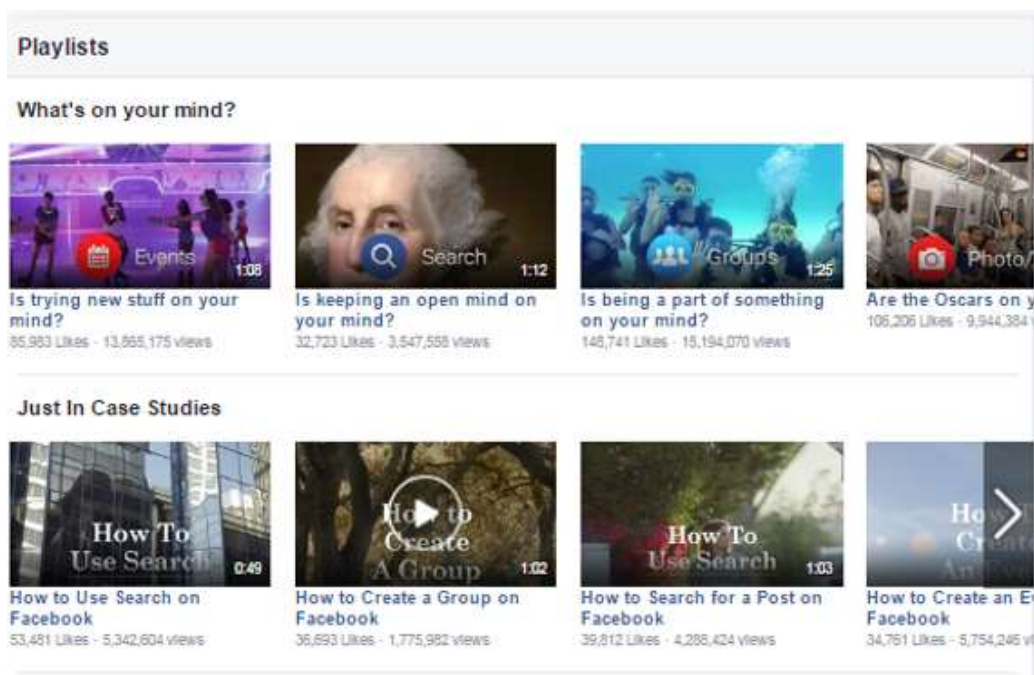 Playlists
What's on your mind?
Events
1:08
Search
1:12
Groups
1:25
Photo/
Is trying new stuff on your
mind?
85,983 Likes · 13,865,175 views
Is keeping an open mind on
your mind?
32,723 Likes · 3,547,558 views
Is being a part of something
on your mind?
148,741 Likes · 15,194,070 views
Are the Oscars on y
106,206 Likes · 9,944,384
Just In Case Studies
How To
Use Search
0:49
How to
Create
A Group
1:02
How To
Use Search
1:03
How
Creat
An Eve
How to Use Search on
Facebook
53,481 Likes · 5,342,604 views
How to Create a Group on
Facebook
36,693 Likes · 1,775,982 views
How to Search for a Post on
Facebook
39,812 Likes · 4,288,424 views
How to Create an E
Facebook
34,761 Likes · 5,754,246 vi